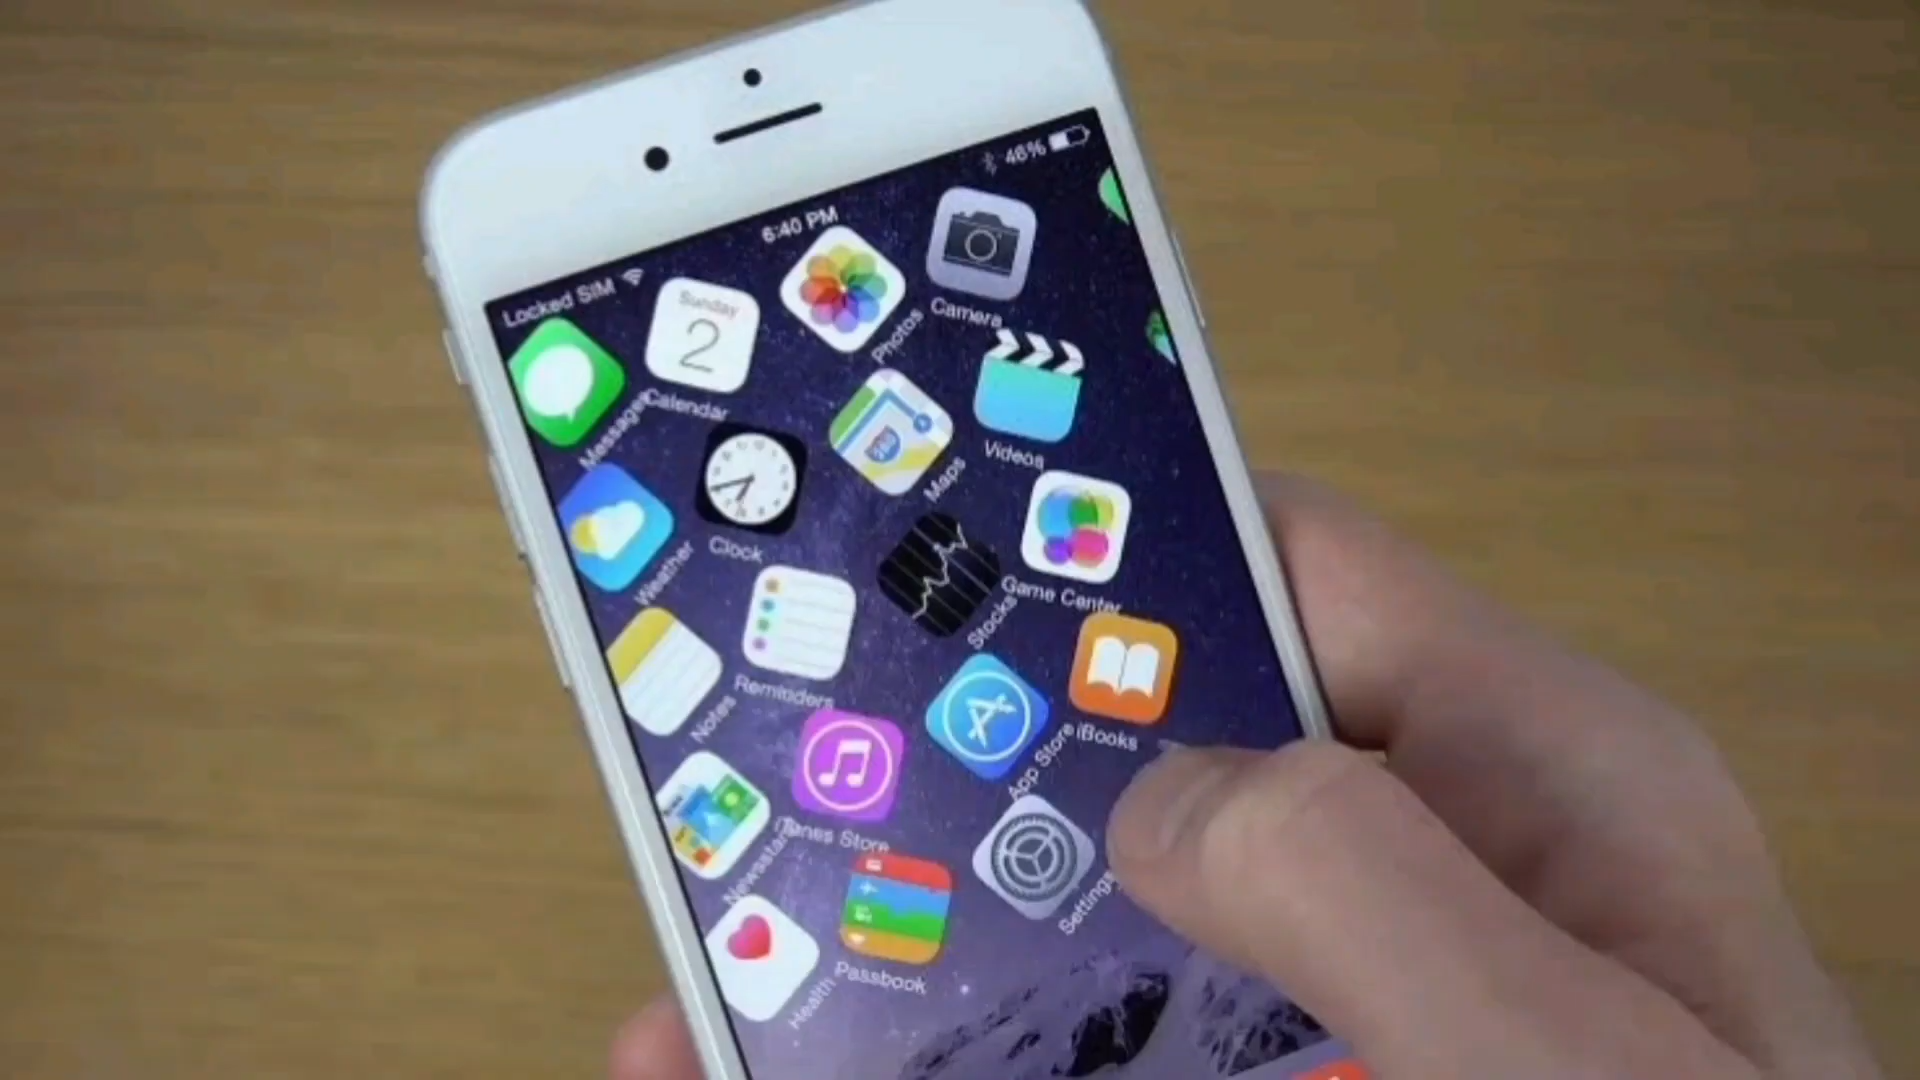 Locked SIM
6:40 PM
46%
Messages
Sunday
2
Calendar
Photos
Camera
Weather
Clock
Maps
Videos
Notes
Reminders
Stocks
Game Center
Newsstand
iTunes Store
App Store
iBooks
Health
Passbook
Settings